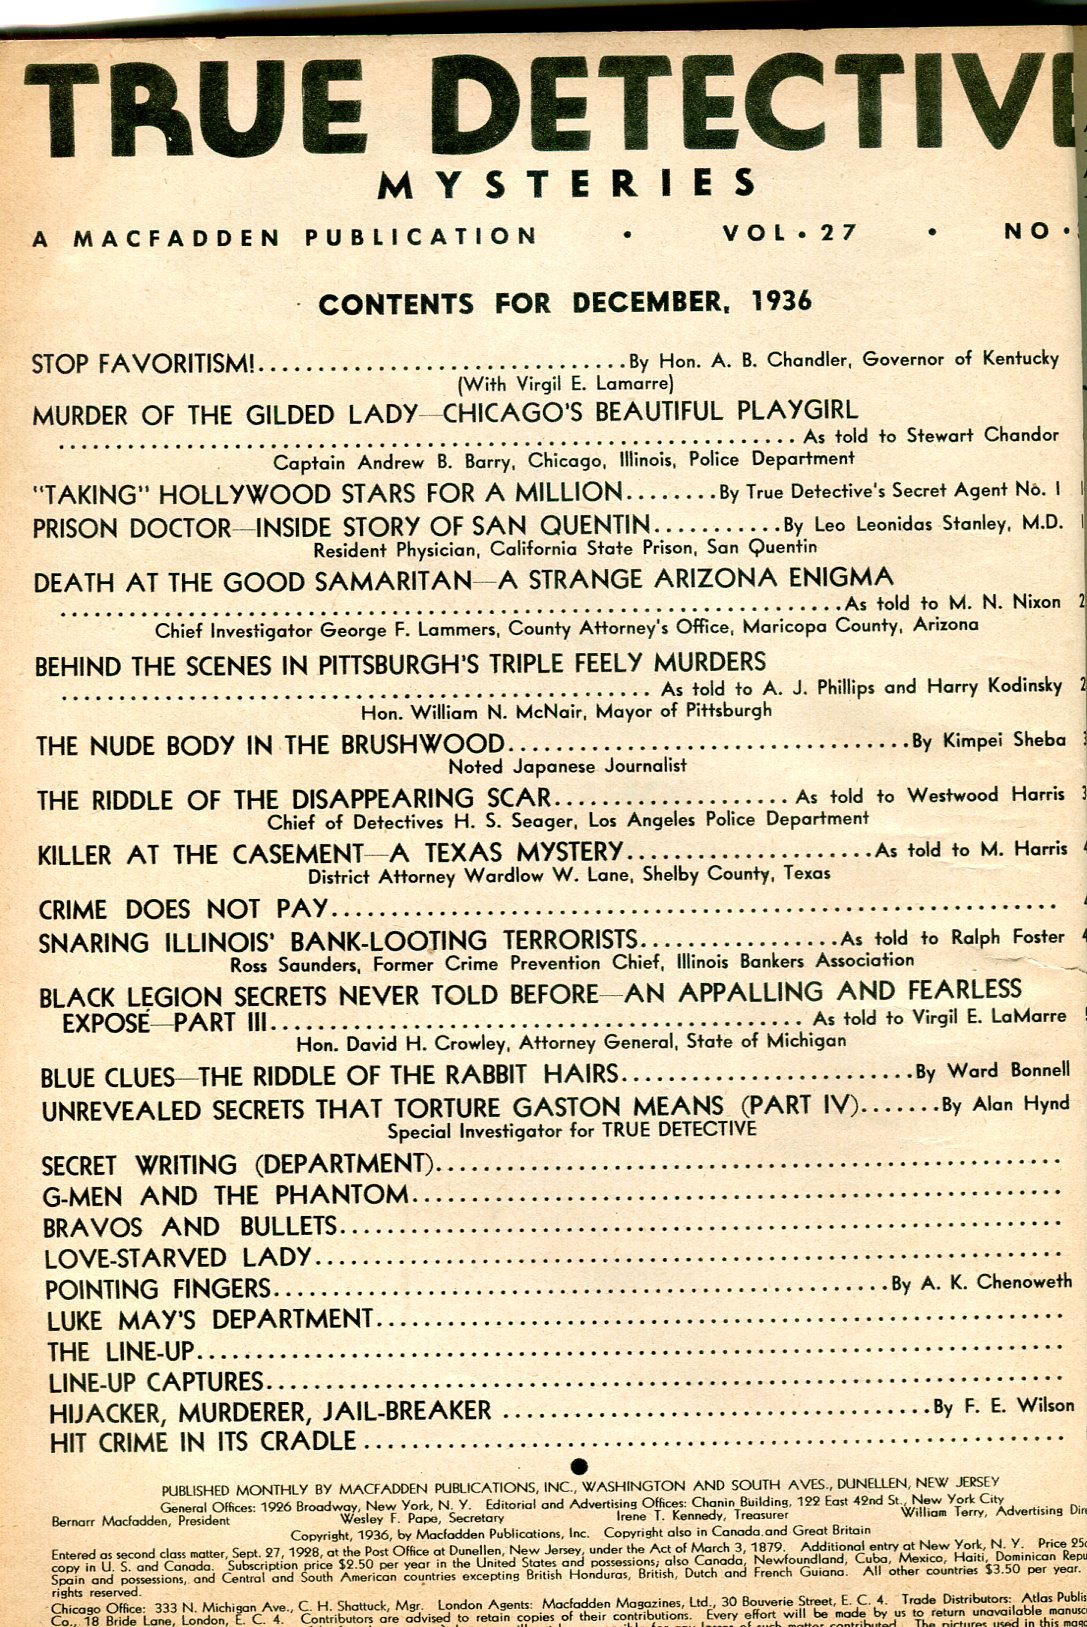 TRUE DETECTIVE
MYSTERIES
A MACFADDEN PUBLICATION • VOL • 27 • NO •
CONTENTS FOR DECEMBER, 1936
STOP FAVORITISM!.................................By Hon. A. B. Chandler, Governor of Kentucky
(With Virgil E. Lamarre)
MURDER OF THE GILDED LADY—CHICAGO'S BEAUTIFUL PLAYGIRL
.................................As told to Stewart Chandor
Captain Andrew B. Barry, Chicago, Illinois, Police Department
"TAKING" HOLLYWOOD STARS FOR A MILLION........By True Detective's Secret Agent No. 1
PRISON DOCTOR—INSIDE STORY OF SAN QUENTIN...........By Leo Leonidas Stanley, M.D.
Resident Physician, California State Prison, San Quentin
DEATH AT THE GOOD SAMARITAN—A STRANGE ARIZONA ENIGMA
.................................As told to M. N. Nixon
Chief Investigator George F. Lammers, County Attorney's Office, Maricopa County, Arizona
BEHIND THE SCENES IN PITTSBURGH'S TRIPLE FEELY MURDERS
.................................As told to A. J. Phillips and Harry Kodinsky
Hon. William N. McNair, Mayor of Pittsburgh
THE NUDE BODY IN THE BRUSHWOOD.................................By Kimpei Sheba
Noted Japanese Journalist
THE RIDDLE OF THE DISAPPEARING SCAR.....................As told to Westwood Harris
Chief of Detectives H. S. Seager, Los Angeles Police Department
KILLER AT THE CASEMENT—A TEXAS MYSTERY.....................As told to M. Harris
District Attorney Wardlow W. Lane, Shelby County, Texas
CRIME DOES NOT PAY.................................
SNARING ILLINOIS' BANK-LOOTING TERRORISTS.................As told to Ralph Foster
Ross Saunders, Former Crime Prevention Chief, Illinois Bankers Association
BLACK LEGION SECRETS NEVER TOLD BEFORE—AN APPALLING AND FEARLESS
EXPOSÉ—PART III.................................As told to Virgil E. LaMarre
Hon. David H. Crowley, Attorney General, State of Michigan
BLUE CLUES—THE RIDDLE OF THE RABBIT HAIRS.........................By Ward Bonnell
UNREVEALED SECRETS THAT TORTURE GASTON MEANS (PART IV).......By Alan Hynd
Special Investigator for TRUE DETECTIVE
SECRET WRITING (DEPARTMENT).................................
G-MEN AND THE PHANTOM.................................
BRAVOS AND BULLETS.................................
LOVE-STARVED LADY.................................
POINTING FINGERS.................................By A. K. Chenoweth
LUKE MAY'S DEPARTMENT.................................
THE LINE-UP.................................
LINE-UP CAPTURES.................................
HIJACKER, MURDERER, JAIL-BREAKER.................................By F. E. Wilson
HIT CRIME IN ITS CRADLE.................................
PUBLISHED MONTHLY BY MACFADDEN PUBLICATIONS, INC., WASHINGTON AND SOUTH AVES., DUNELLEN, NEW JERSEY
General Offices: 1926 Broadway, New York, N. Y. Editorial and Advertising Offices: Chanin Building, 122 East 42nd St., New York City
Bernarr Macfadden, President Wesley F. Pape, Secretary Irene T. Kennedy, Treasurer William Terry, Advertising
Copyright, 1936, by Macfadden Publications, Inc. Copyright also in Canada and Great Britain
Entered as second class matter, Sept. 27, 1928, at the Post Office at Dunellen, New Jersey, under the Act of March 3, 1879. Additional entry at New York, N. Y. Price
copy in U. S. and Canada. Subscription price $2.50 per year in the United States and possessions; also Canada, Newfoundland, Cuba, Mexico, Haiti, Dominican
Spain and possessions, and Central and South American countries excepting British Honduras, British, Dutch and French Guiana. All other countries $3.50 per year.
rights reserved.
Chicago Office: 333 N. Michigan Ave., C. H. Shattuck, Mgr. London Agents: Macfadden Magazines, Ltd., 30 Bouverie Street, E. C. 4. Trade Distributors: Atlas
Co., 18 Bride Lane, London, E. C. 4. Contributors are advised to retain copies of their contributions. Every effort will be made by us to return unavailable